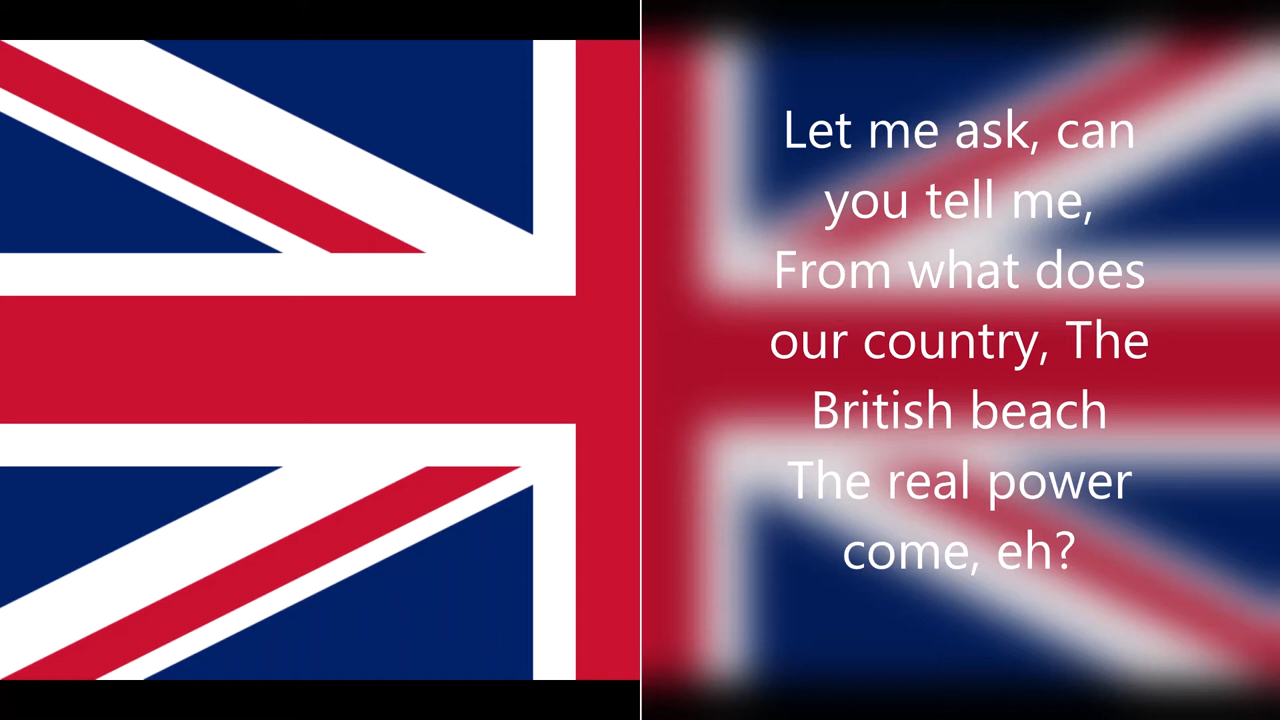 Let me ask, can
you tell me,
From what does
our country, The
British beach
The real power
come, eh?